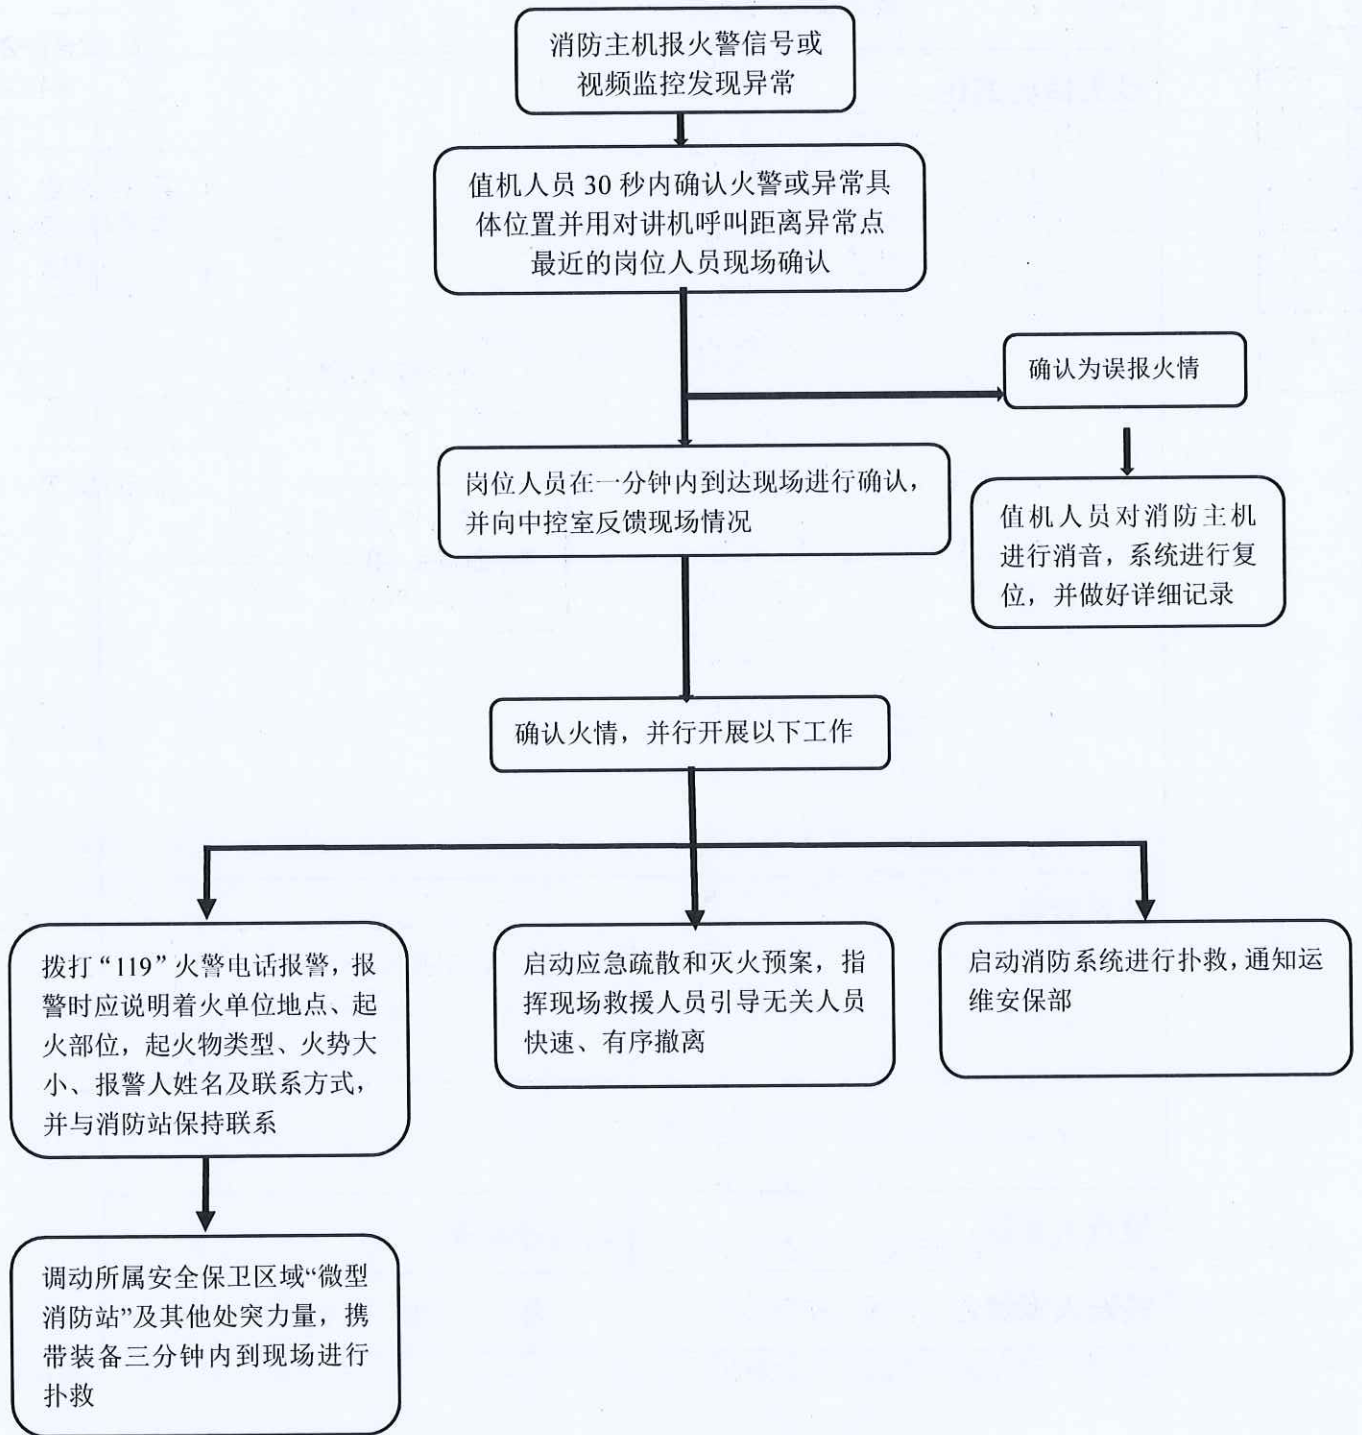 消防主机报火警信号或
视频监控发现异常
值机人员 30 秒内确认火警或异常具
体位置并用对讲机呼叫距离异常点
最近的岗位人员现场确认
确认为误报火情
岗位人员在一分钟内到达现场进行确认，
并向中控室反馈现场情况
值机人员对消防主机
进行消音，系统进行复
位，并做好详细记录
确认火情，并行开展以下工作
拨打“119”火警电话报警，报
警时应说明着火单位地点、起
火部位，起火物类型、火势大
小、报警人姓名及联系方式，
并与消防站保持联系
启动应急疏散和灭火预案，指
挥现场救援人员引导无关人员
快速、有序撤离
启动消防系统进行扑救，通知运
维安保部
调动所属安全保卫区域“微型
消防站”及其他处突力量，携
带装备三分钟内到现场进行
扑救